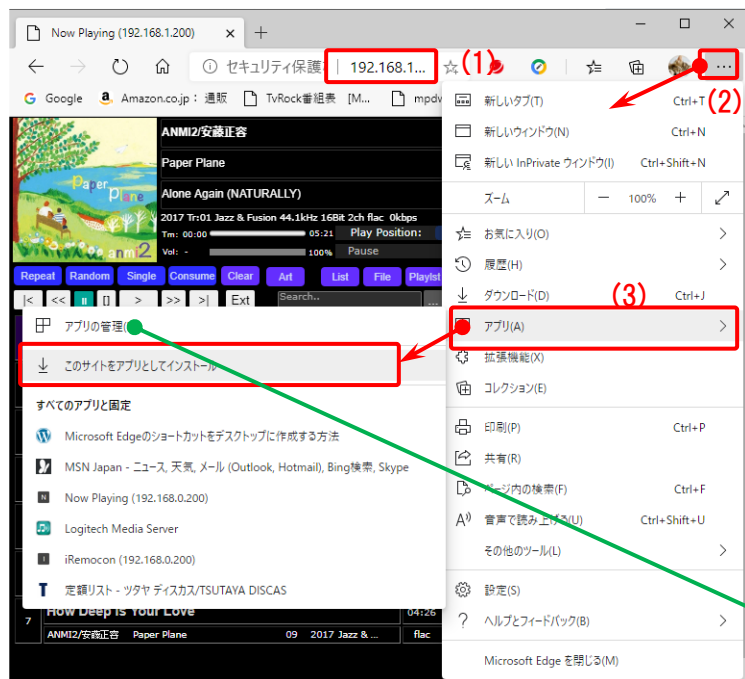 Now Playing (192.168.1.200)
セキュリティ保護
192.168.1...
(1)
Google
Amazon.co.jp：通販
TvRock番組表 [M...
mpdv
(2)
ANMI2/安藤正容
Paper Plane
Alone Again (NATURALLY)
2017 Tr:01 Jazz & Fusion 44.1kHz 16Bit 2ch flac 0kbps
Tm: 00:00 05:21 Play Position:
Vol: - 100% Pause
Paper Plane
anmi2
Repeat Random Single Consume Clear Art List File Playlst
|< << II [] > >> >| Ext Search.. ...
新しいタブ(T) Ctrl+T
新しいウィンドウ(N) Ctrl+N
新しい InPrivate ウィンドウ(I) Ctrl+Shift+N
ズーム — 100% +
お気に入り(O)
履歴(H)
ダウンロード(D) Ctrl+J
(3)
アプリ(A)
拡張機能(X)
コレクション(E)
印刷(P) Ctrl+P
共有(R)
ページ内の検索(F) Ctrl+F
音声で読み上げる(U) Ctrl+Shift+U
その他のツール(L)
設定(S)
ヘルプとフィードバック(B)
Microsoft Edge を閉じる(M)
アプリの管理(
このサイトをアプリとしてインストール
すべてのアプリと固定
Microsoft Edgeのショートカットをデスクトップに作成する方法
MSN Japan - ニュース, 天気, メール (Outlook, Hotmail), Bing検索, Skype
Now Playing (192.168.0.200)
Logitech Media Server
iRemocon (192.168.0.200)
定額リスト - ツタヤ ディスカス/TSUTAYA DISCAS
7 How Deep Is Your Love 04:26
ANMI2/安藤正容 Paper Plane 09 2017 Jazz & ... flac